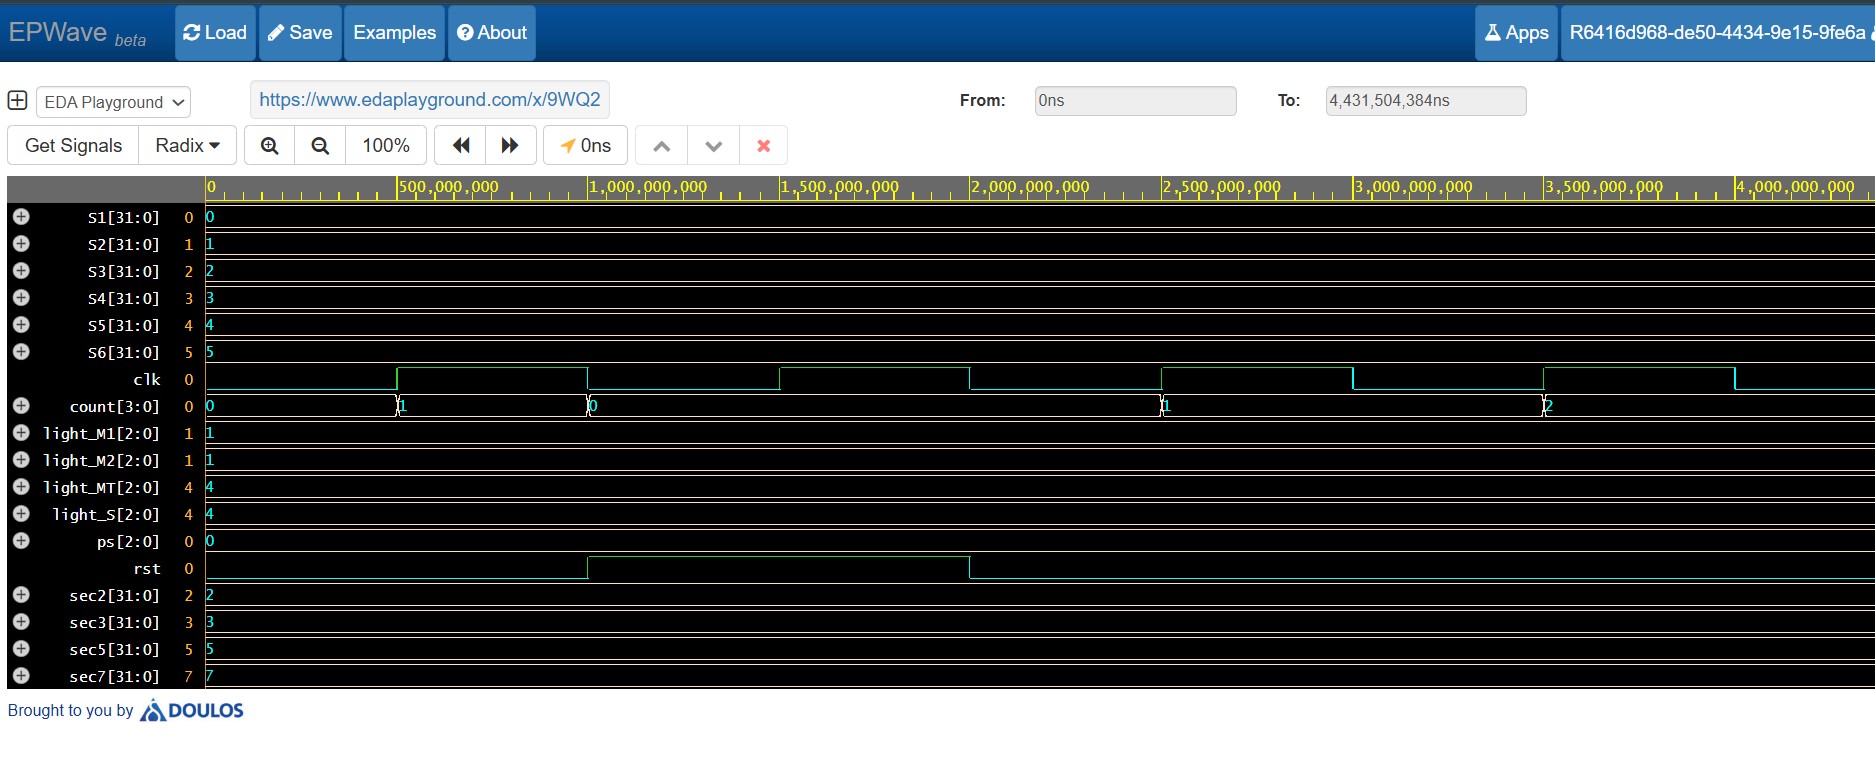 EPWave beta Load Save Examples About Apps R6416d968-de50-4434-9e15-9fe6a
EDA Playground https://www.edaplayground.com/x/9WQ2 From: 0ns To: 4,431,504,384ns
Get Signals Radix 100% 0ns
0 500,000,000 1,000,000,000 1,500,000,000 2,000,000,000 2,500,000,000 3,000,000,000 3,500,000,000 4,000,000,000
S1[31:0] 0 0
S2[31:0] 1 1
S3[31:0] 2 2
S4[31:0] 3 3
S5[31:0] 4 4
S6[31:0] 5 5
clk 0
count[3:0] 0 0 1 0 1 2
light_M1[2:0] 1 1
light_M2[2:0] 1 1
light_MT[2:0] 4 4
light_S[2:0] 4 4
ps[2:0] 0 0
rst 0
sec2[31:0] 2 2
sec3[31:0] 3 3
sec5[31:0] 5 5
sec7[31:0] 7 7
Brought to you by DOULOS